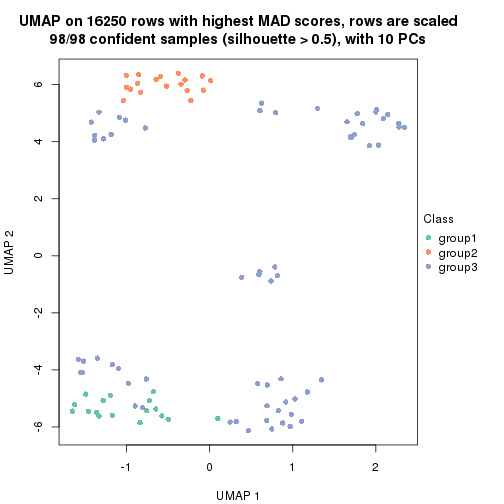 UMAP on 16250 rows with highest MAD scores, rows are scaled
98/98 confident samples (silhouette > 0.5), with 10 PCs
6
4
2
0
-2
-4
-6
UMAP 2
-1
0
1
2
UMAP 1
Class
group1
group2
group3